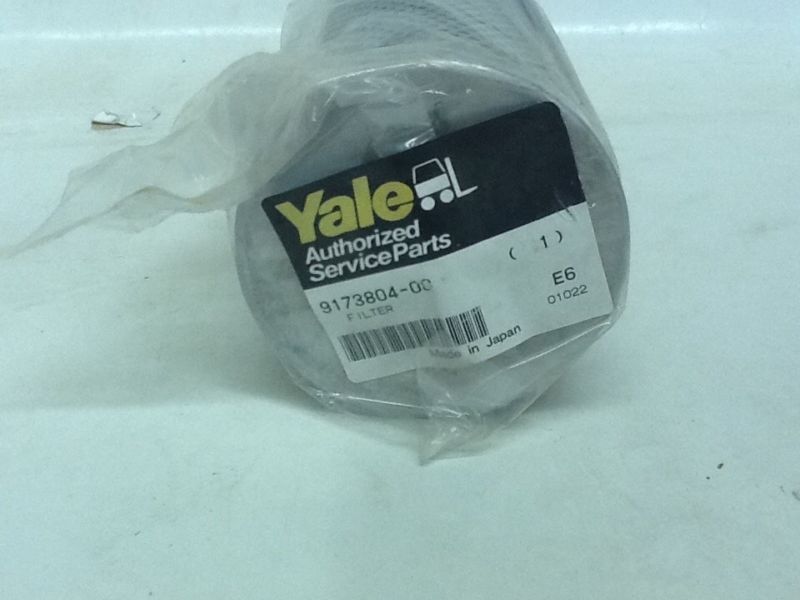 Yale
Authorized
Service Parts
9173804-00
( 1 )
FILTER
E6
01022
Made in Japan